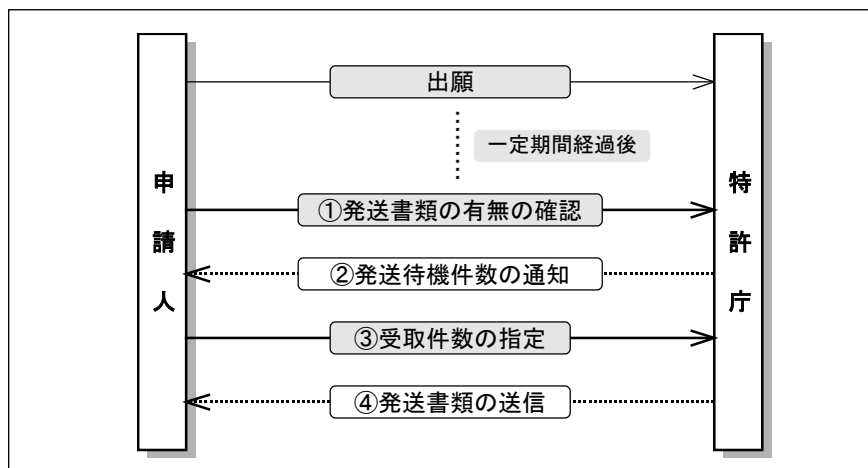 出願
一定期間経過後
申請人
特許庁
①発送書類の有無の確認
②発送待機件数の通知
③受取件数の指定
④発送書類の送信